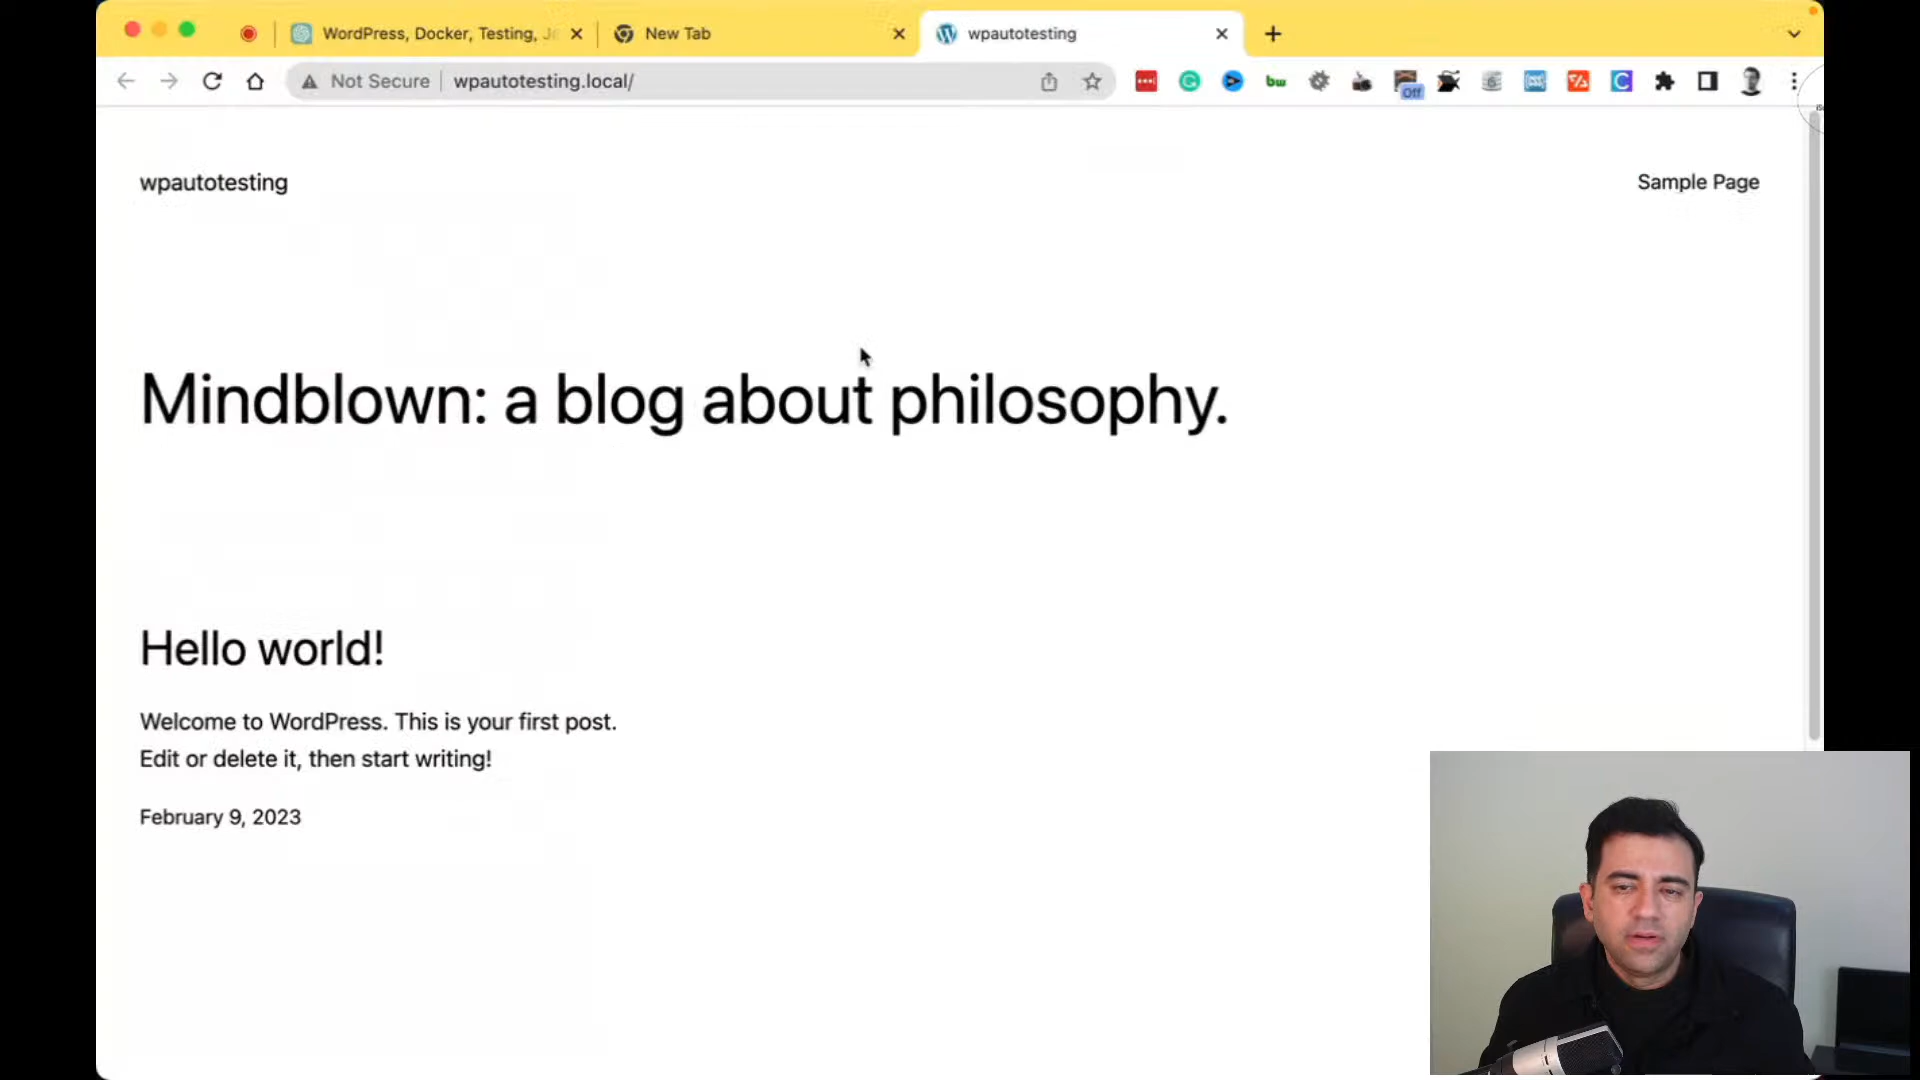 WordPress, Docker, Testing,
New Tab
wpautotesting
Not Secure
wpautotesting.local/
bw
Off
wpautotesting
Sample Page
Mindblown: a blog about philosophy.
Hello world!
Welcome to WordPress. This is your first post.
Edit or delete it, then start writing!
February 9, 2023